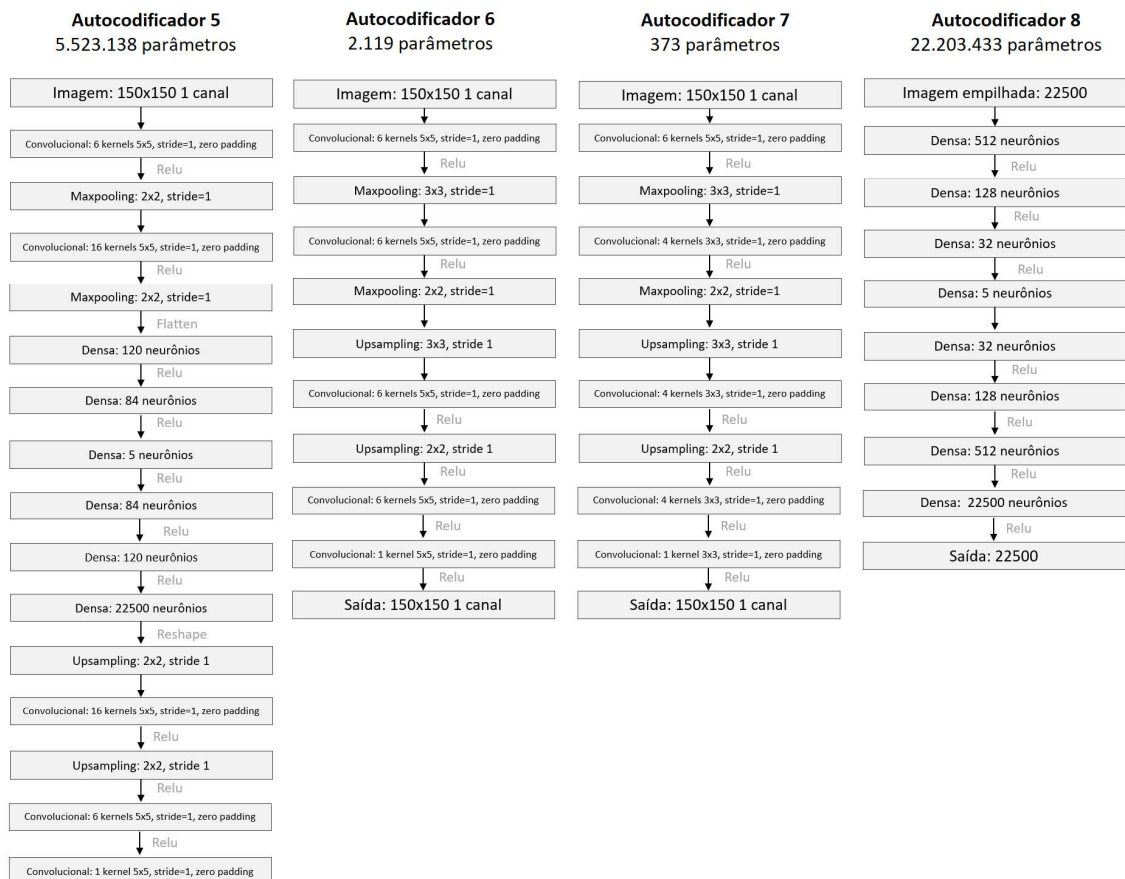 Autocodificador 5
5.523.138 parâmetros
Imagem: 150x150 1 canal
Convolucional: 6 kernels 5x5, stride=1, zero padding
Relu
Maxpooling: 2x2, stride=1
Convolucional: 16 kernels 5x5, stride=1, zero padding
Relu
Maxpooling: 2x2, stride=1
Flatten
Densa: 120 neurônios
Relu
Densa: 84 neurônios
Relu
Densa: 5 neurônios
Relu
Densa: 84 neurônios
Relu
Densa: 120 neurônios
Relu
Densa: 22500 neurônios
Reshape
Upsampling: 2x2, stride 1
Convolucional: 16 kernels 5x5, stride=1, zero padding
Relu
Upsampling: 2x2, stride 1
Relu
Convolucional: 6 kernels 5x5, stride=1, zero padding
Relu
Convolucional: 1 kernel 5x5, stride=1, zero padding
Autocodificador 6
2.119 parâmetros
Imagem: 150x150 1 canal
Convolucional: 6 kernels 5x5, stride=1, zero padding
Relu
Maxpooling: 3x3, stride=1
Convolucional: 6 kernels 5x5, stride=1, zero padding
Relu
Maxpooling: 2x2, stride=1
Upsampling: 3x3, stride 1
Convolucional: 6 kernels 5x5, stride=1, zero padding
Relu
Upsampling: 2x2, stride 1
Relu
Convolucional: 6 kernels 5x5, stride=1, zero padding
Relu
Convolucional: 1 kernel 5x5, stride=1, zero padding
Relu
Saída: 150x150 1 canal
Autocodificador 7
373 parâmetros
Imagem: 150x150 1 canal
Convolucional: 6 kernels 5x5, stride=1, zero padding
Relu
Maxpooling: 3x3, stride=1
Convolucional: 4 kernels 3x3, stride=1, zero padding
Relu
Maxpooling: 2x2, stride=1
Upsampling: 3x3, stride 1
Convolucional: 4 kernels 3x3, stride=1, zero padding
Relu
Upsampling: 2x2, stride 1
Relu
Convolucional: 4 kernels 3x3, stride=1, zero padding
Relu
Convolucional: 1 kernel 3x3, stride=1, zero padding
Relu
Saída: 150x150 1 canal
Autocodificador 8
22.203.433 parâmetros
Imagem empilhada: 22500
Densa: 512 neurônios
Relu
Densa: 128 neurônios
Relu
Densa: 32 neurônios
Relu
Densa: 5 neurônios
Densa: 32 neurônios
Relu
Densa: 128 neurônios
Relu
Densa: 512 neurônios
Relu
Densa: 22500 neurônios
Relu
Saída: 22500